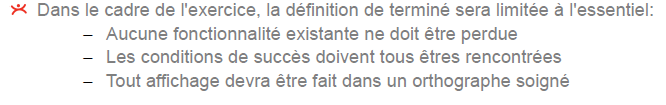 Dans le cadre de l'exercice, la définition de terminé sera limitée à l'essentiel:
– Aucune fonctionnalité existante ne doit être perdue
– Les conditions de succès doivent tous êtres rencontrées
– Tout affichage devra être fait dans un orthographe soigné